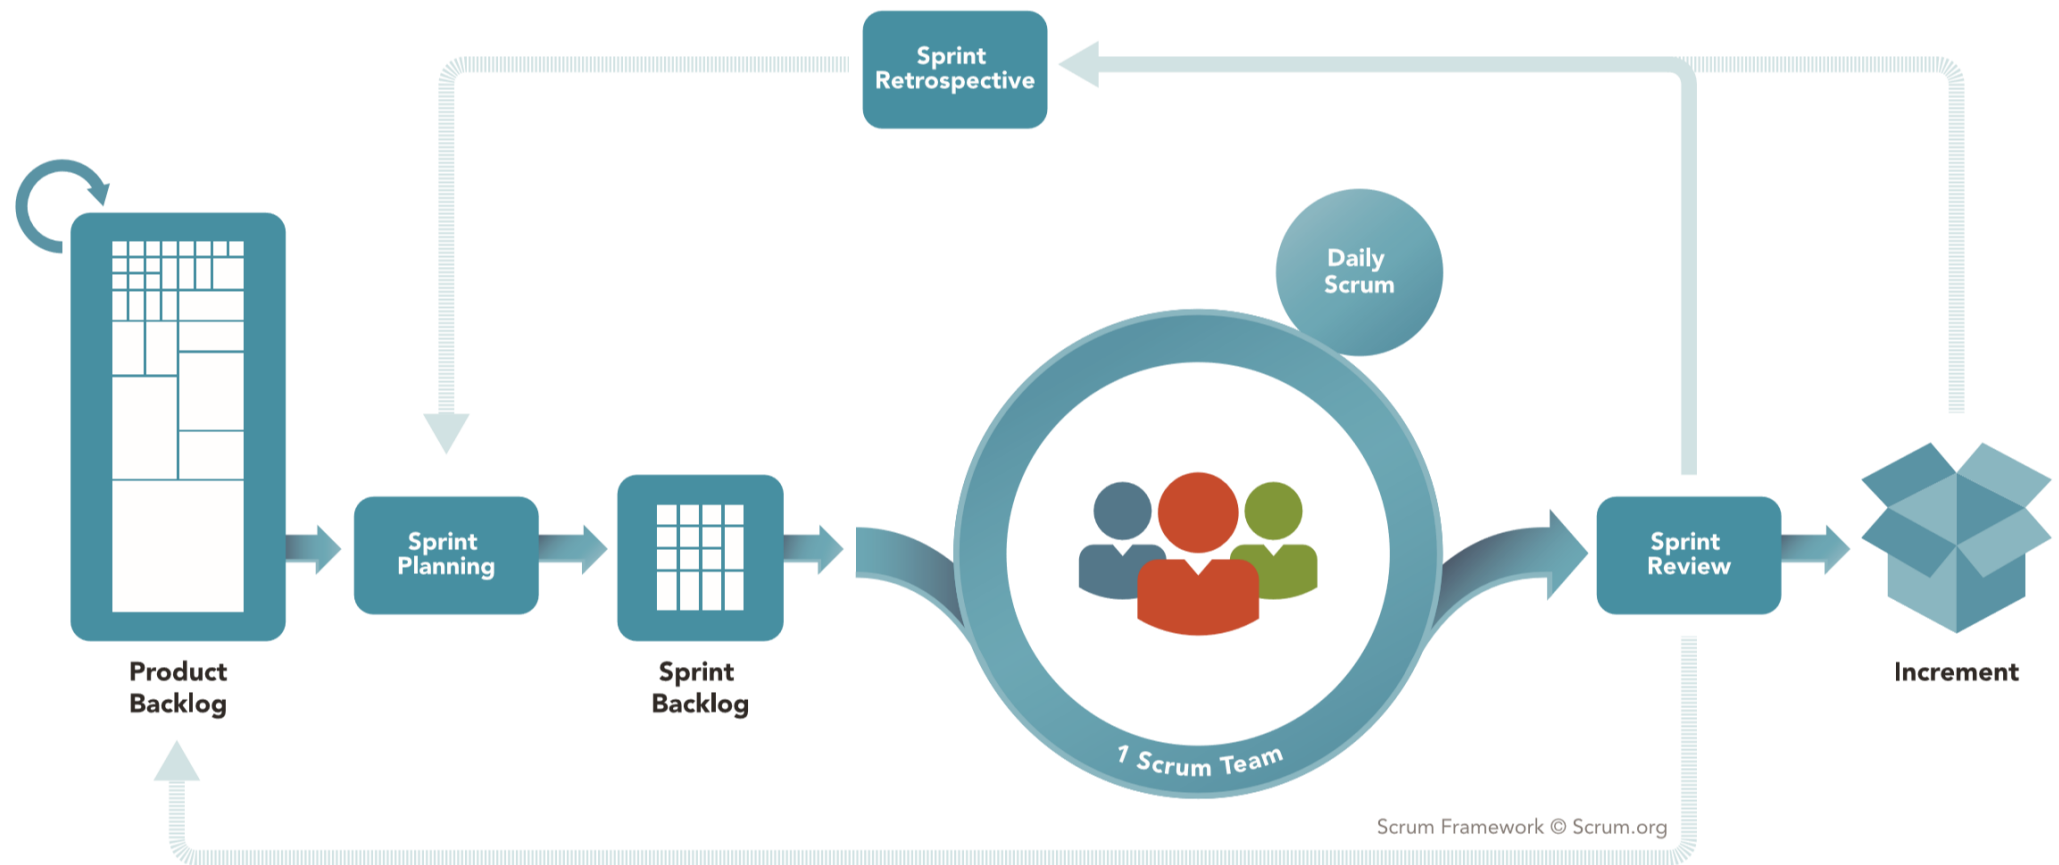 Sprint
Retrospective
Daily
Scrum
Sprint
Planning
Sprint
Review
Product
Backlog
Sprint
Backlog
Increment
1 Scrum Team
Scrum Framework © Scrum.org